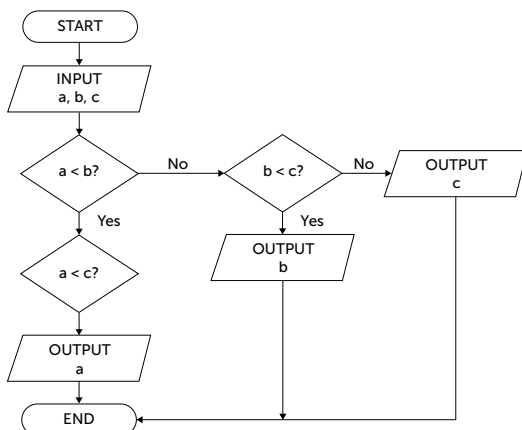 START
INPUT
a, b, c
a < b?
No
b < c?
No
OUTPUT
c
Yes
Yes
a < c?
OUTPUT
b
OUTPUT
a
END